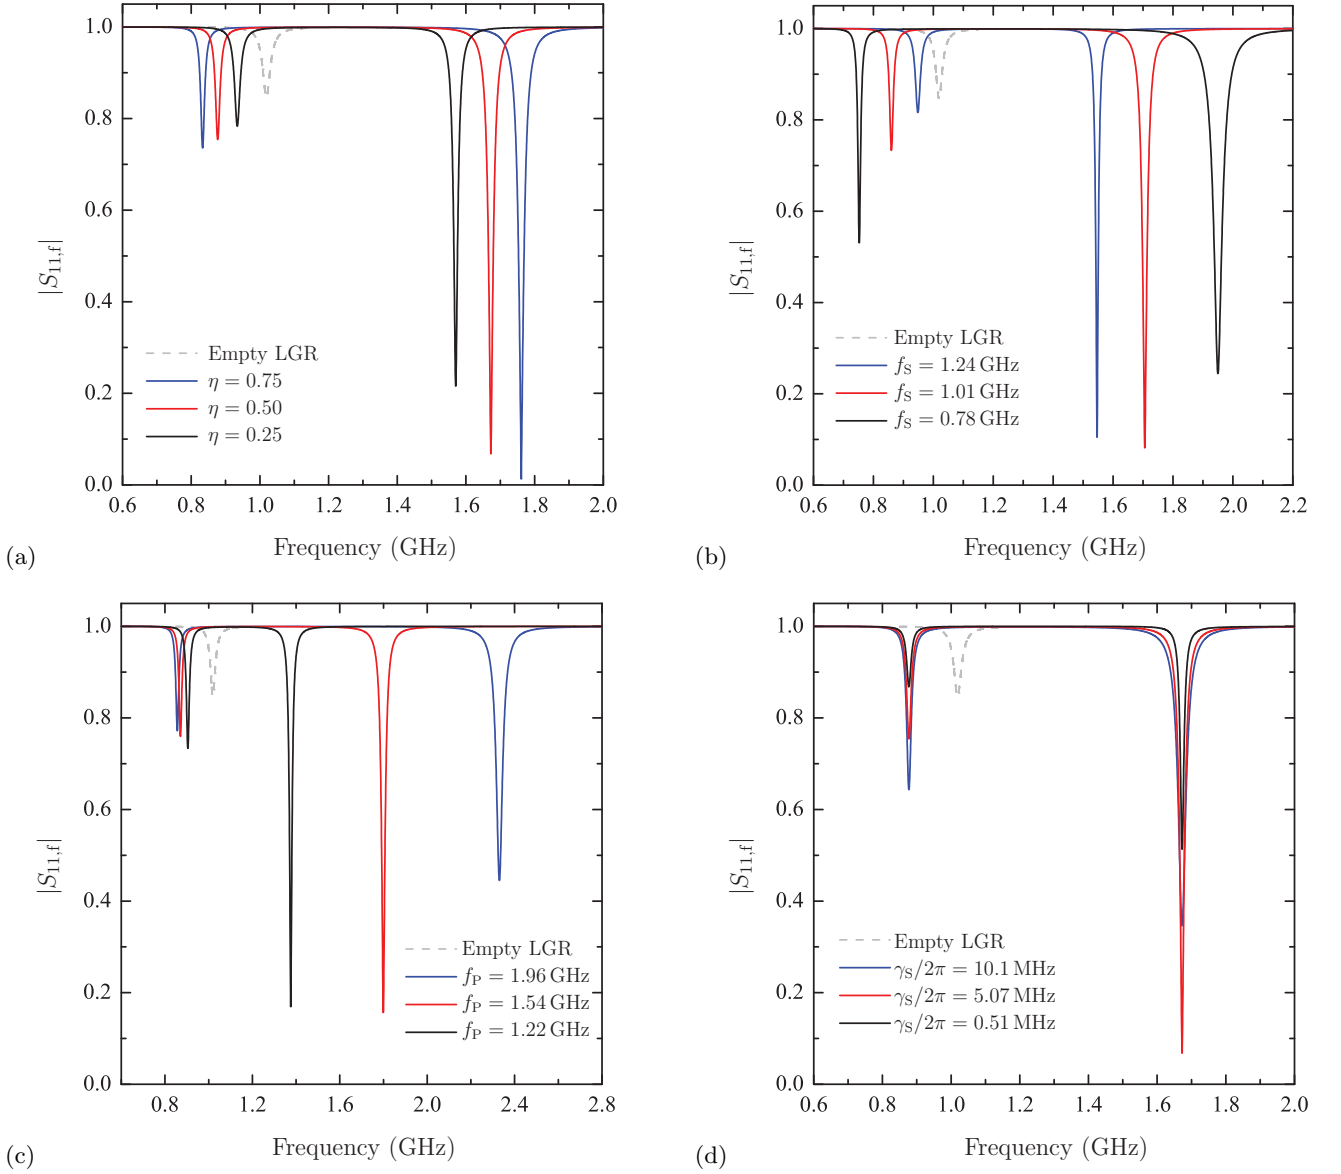 1.0
0.8
0.6
0.4
0.2
0.0
|S11,f|
Empty LGR
η = 0.75
η = 0.50
η = 0.25
0.6 0.8 1.0 1.2 1.4 1.6 1.8 2.0
Frequency (GHz)
(a)
1.0
0.8
0.6
0.4
0.2
0.0
|S11,f|
Empty LGR
fS = 1.24 GHz
fS = 1.01 GHz
fS = 0.78 GHz
0.6 0.8 1.0 1.2 1.4 1.6 1.8 2.0 2.2
Frequency (GHz)
(b)
1.0
0.8
0.6
0.4
0.2
0.0
|S11,f|
Empty LGR
fP = 1.96 GHz
fP = 1.54 GHz
fP = 1.22 GHz
0.8 1.2 1.6 2.0 2.4 2.8
Frequency (GHz)
(c)
1.0
0.8
0.6
0.4
0.2
0.0
|S11,f|
Empty LGR
γS/2π = 10.1 MHz
γS/2π = 5.07 MHz
γS/2π = 0.51 MHz
0.6 0.8 1.0 1.2 1.4 1.6 1.8 2.0
Frequency (GHz)
(d)